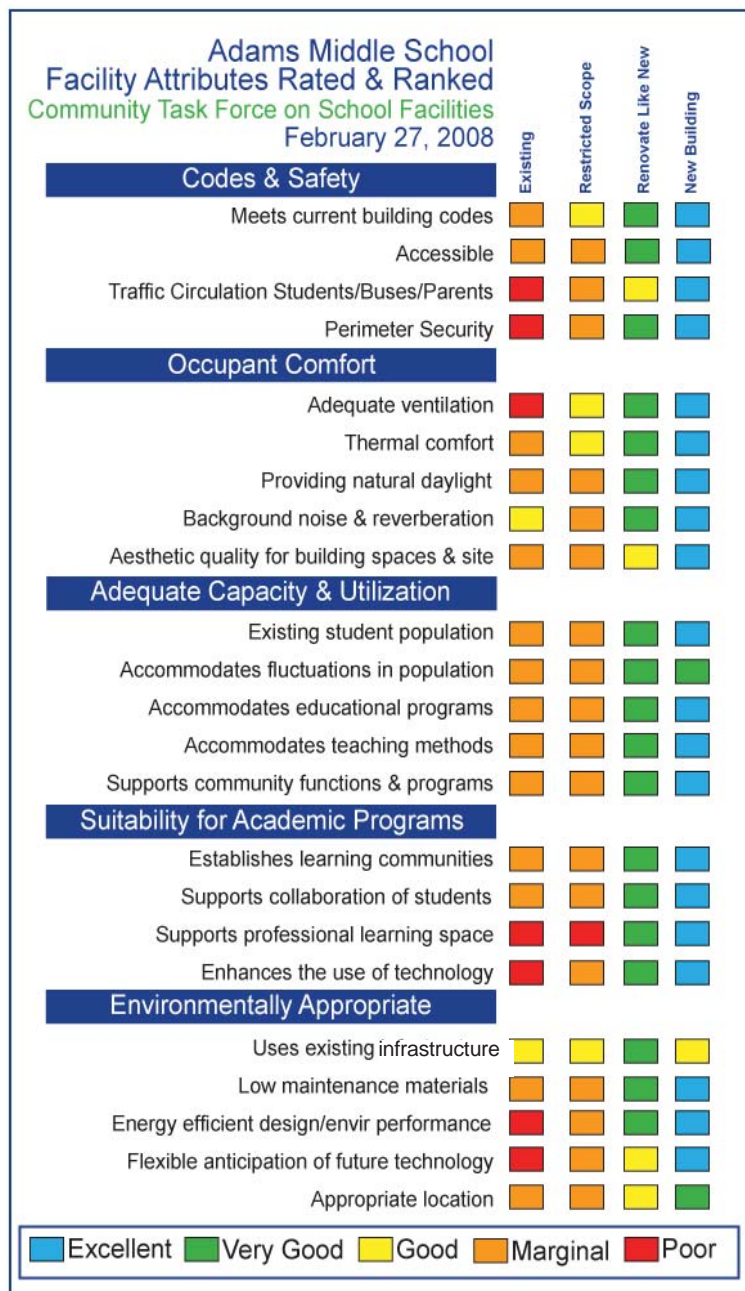 Adams Middle School
Facility Attributes Rated & Ranked
Community Task Force on School Facilities
February 27, 2008
Existing
Restricted Scope
Renovate Like New
New Building
Codes & Safety
Meets current building codes
Accessible
Traffic Circulation Students/Buses/Parents
Perimeter Security
Occupant Comfort
Adequate ventilation
Thermal comfort
Providing natural daylight
Background noise & reverberation
Aesthetic quality for building spaces & site
Adequate Capacity & Utilization
Existing student population
Accommodates fluctuations in population
Accommodates educational programs
Accommodates teaching methods
Supports community functions & programs
Suitability for Academic Programs
Establishes learning communities
Supports collaboration of students
Supports professional learning space
Enhances the use of technology
Environmentally Appropriate
Uses existing infrastructure
Low maintenance materials
Energy efficient design/envir performance
Flexible anticipation of future technology
Appropriate location
Excellent Very Good Good Marginal Poor